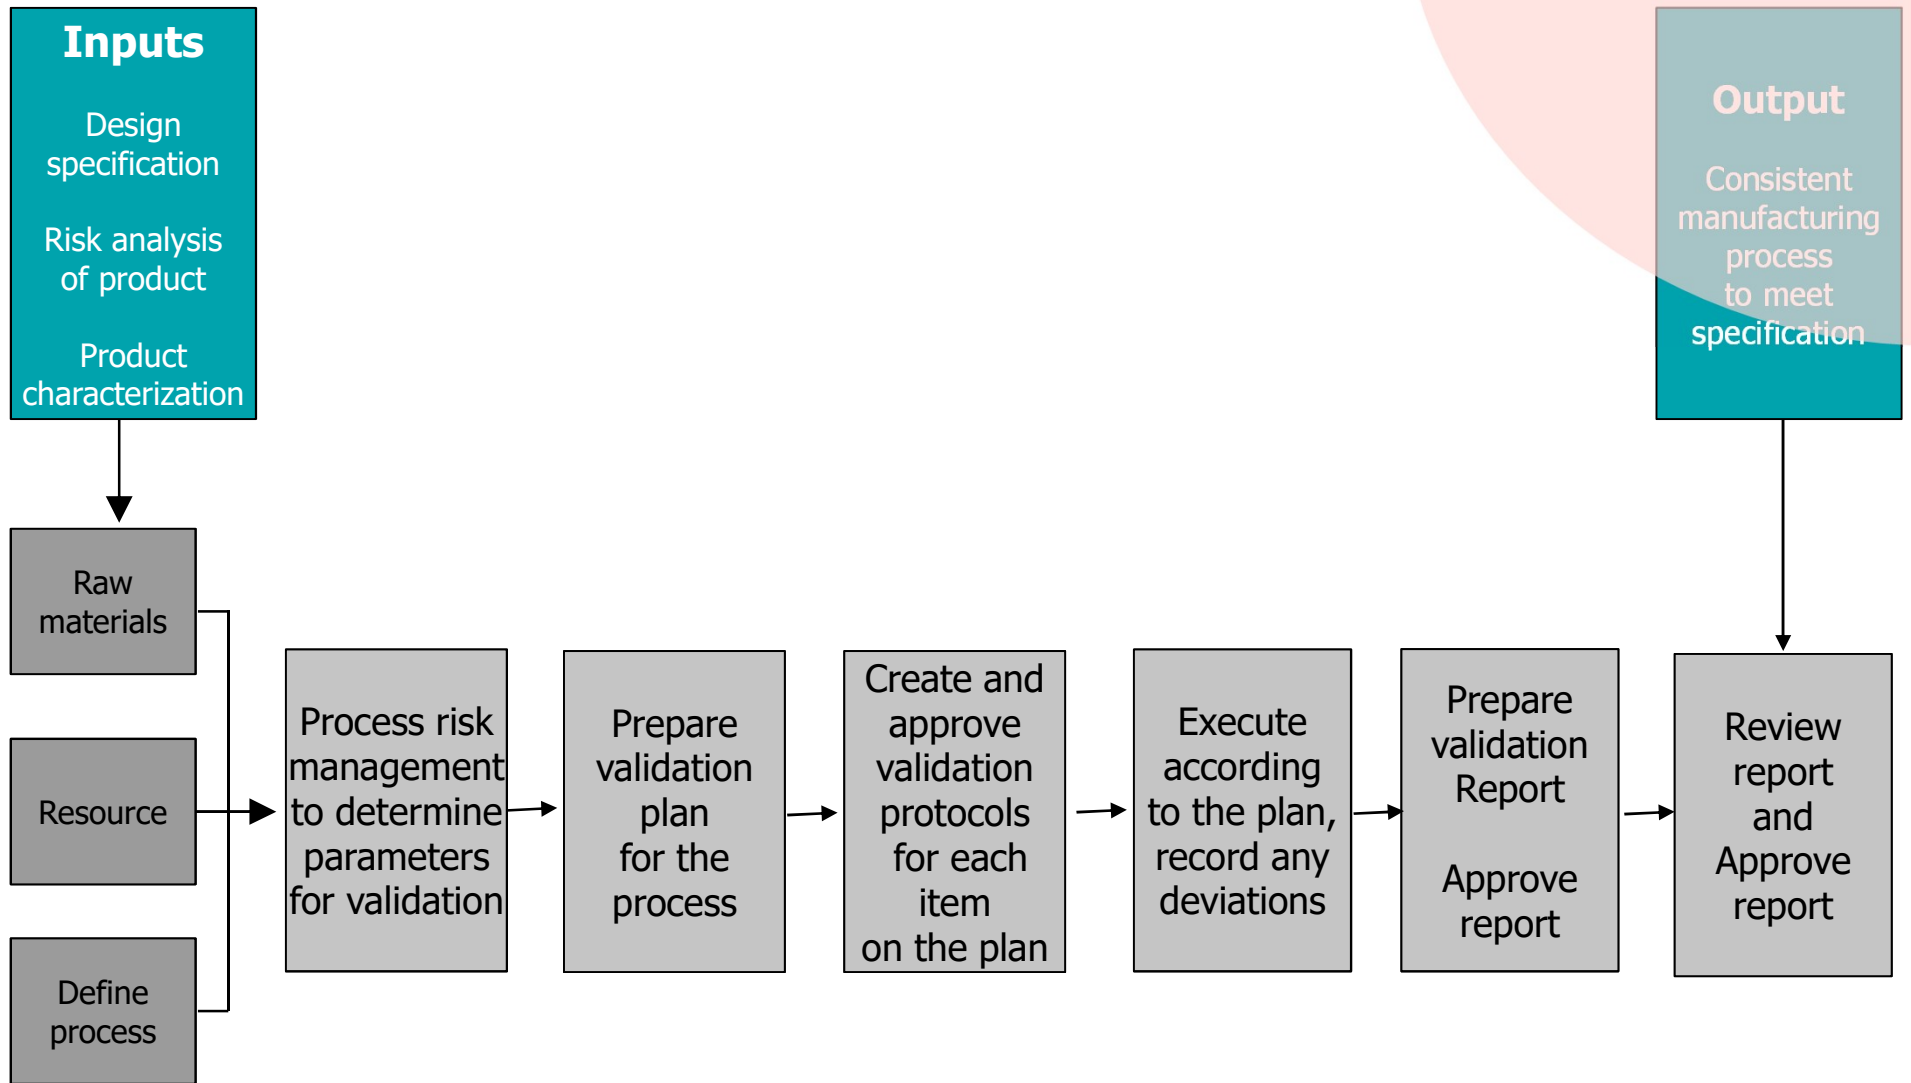 Inputs
Design
specification
Risk analysis
of product
Product
characterization
Output
Consistent
manufacturing
process
to meet
specification
Raw
materials
Resource
Define
process
Process risk
management
to determine
parameters
for validation
Prepare
validation
plan
for the
process
Create and
approve
validation
protocols
for each
item
on the plan
Execute
according
to the plan,
record any
deviations
Prepare
validation
Report
Approve
report
Review
report
and
Approve
report